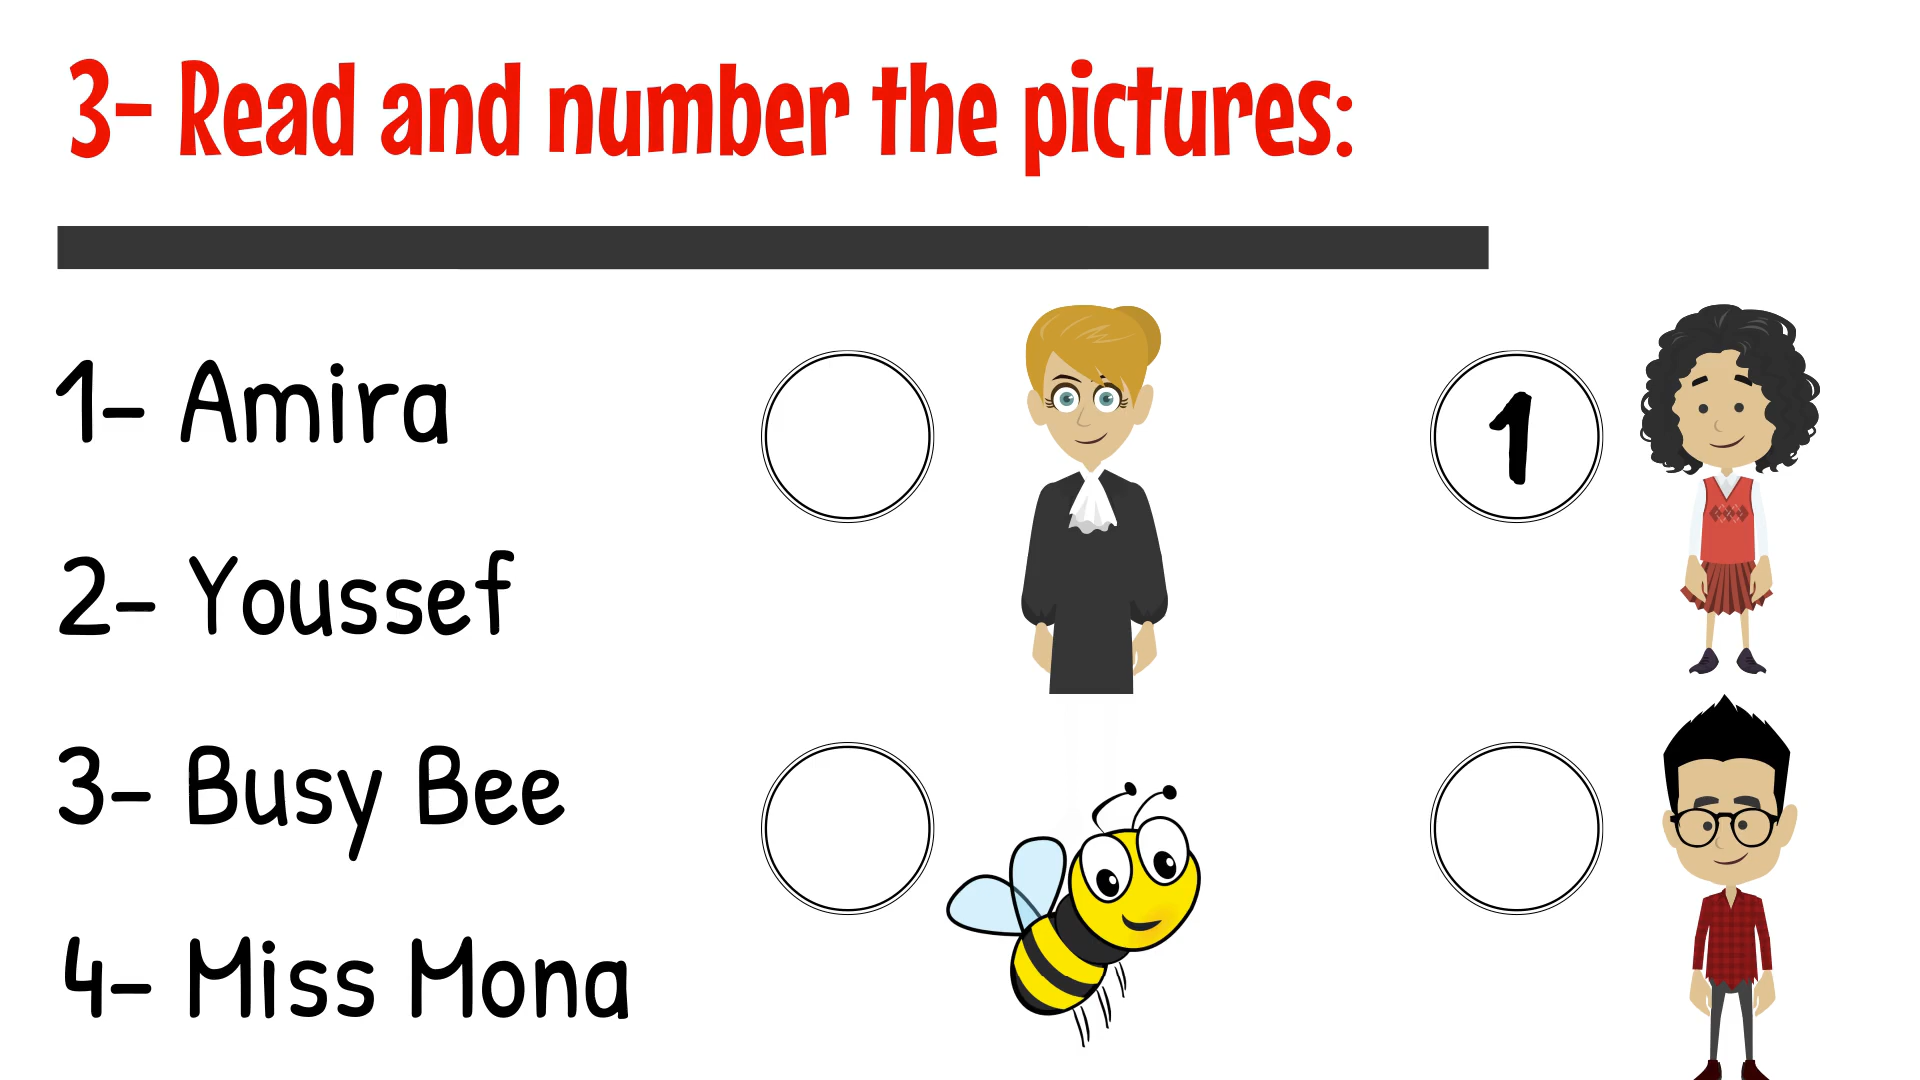 3- Read and number the pictures:
1- Amira
1
2- Youssef
3- Busy Bee
4- Miss Mona